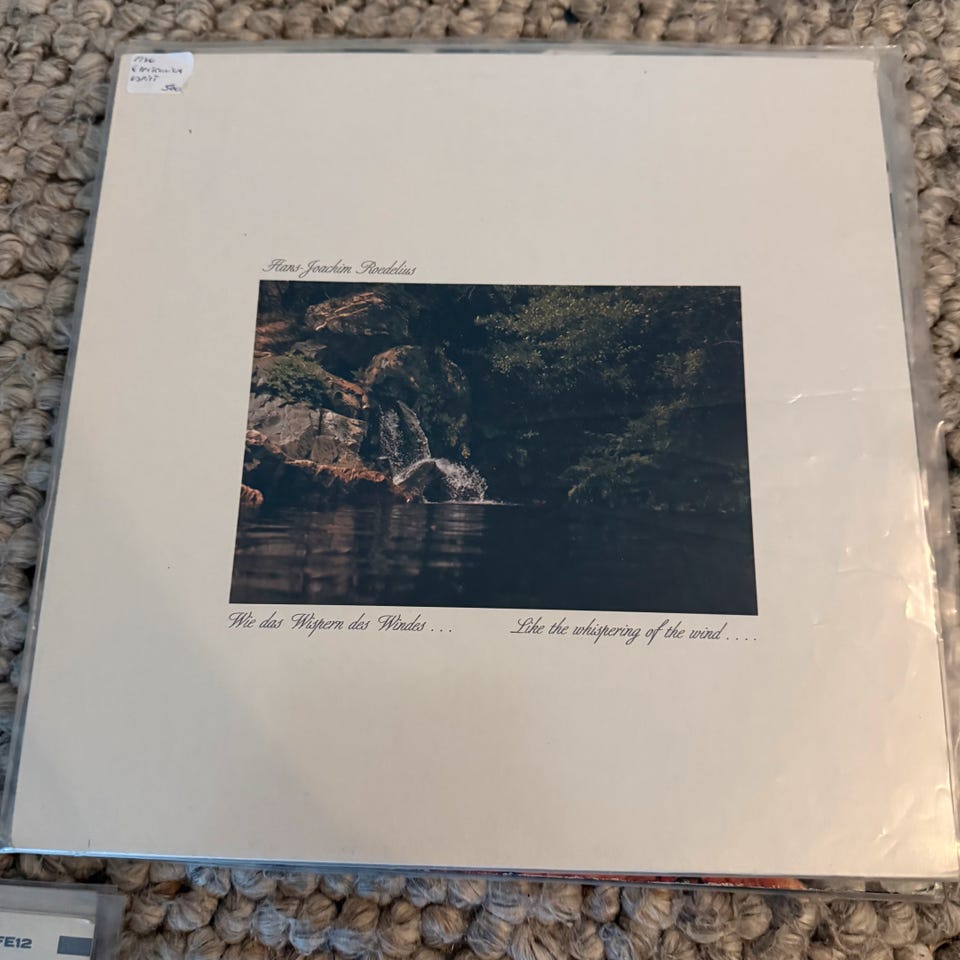 Hans-Joachim Roedelius
Wie das Wispern des Windes . . .
Like the whispering of the wind . . . .
FE12